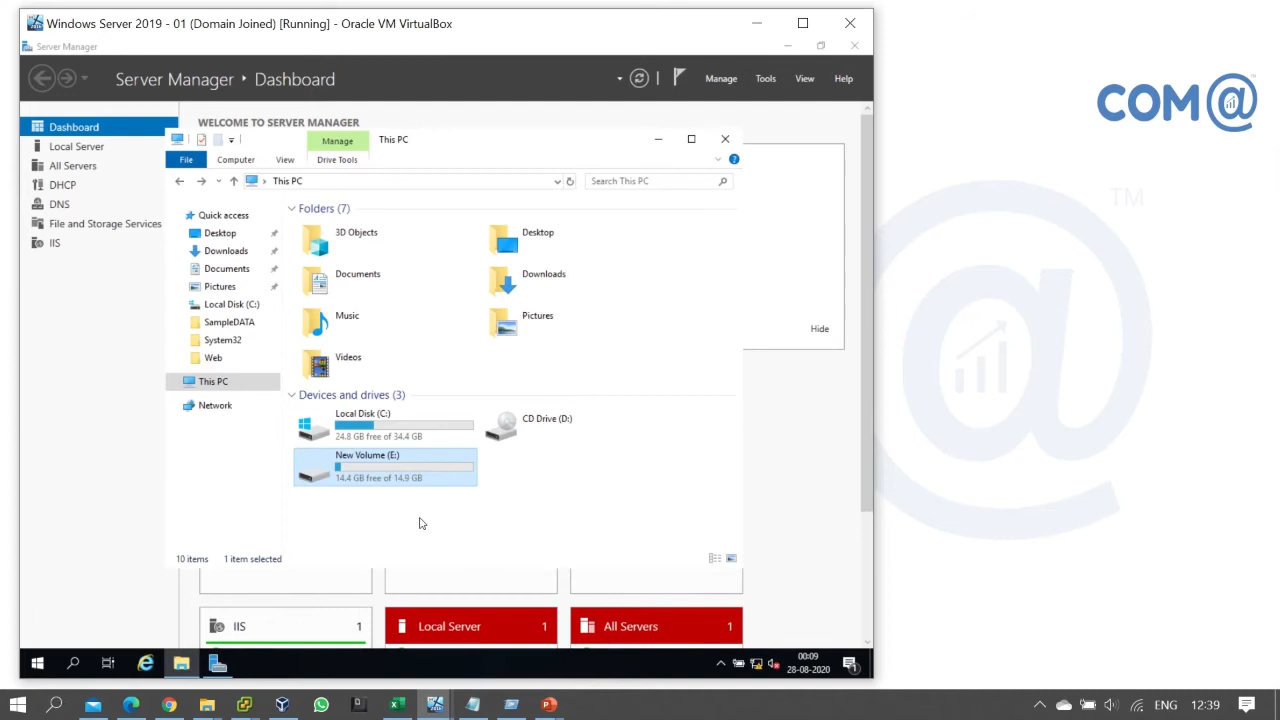 Windows Server 2019 - 01 (Domain Joined) [Running] - Oracle VM VirtualBox
Server Manager
Server Manager ‣ Dashboard
Manage
Tools
View
Help
COM@
TM
Dashboard
Local Server
All Servers
DHCP
DNS
File and Storage Services
IIS
WELCOME TO SERVER MANAGER
Manage
This PC
File
Computer
View
Drive Tools
This PC
Search This PC
Quick access
Desktop
Downloads
Documents
Pictures
Local Disk (C:)
SampleDATA
System32
Web
This PC
Network
Folders (7)
3D Objects
Desktop
Documents
Downloads
Music
Pictures
Videos
Devices and drives (3)
Local Disk (C:)
24.8 GB free of 34.4 GB
CD Drive (D:)
New Volume (E:)
14.4 GB free of 14.9 GB
10 items
1 item selected
Hide
IIS 1
Local Server 1
All Servers 1
00:09
28-08-2020
1
ENG
12:39